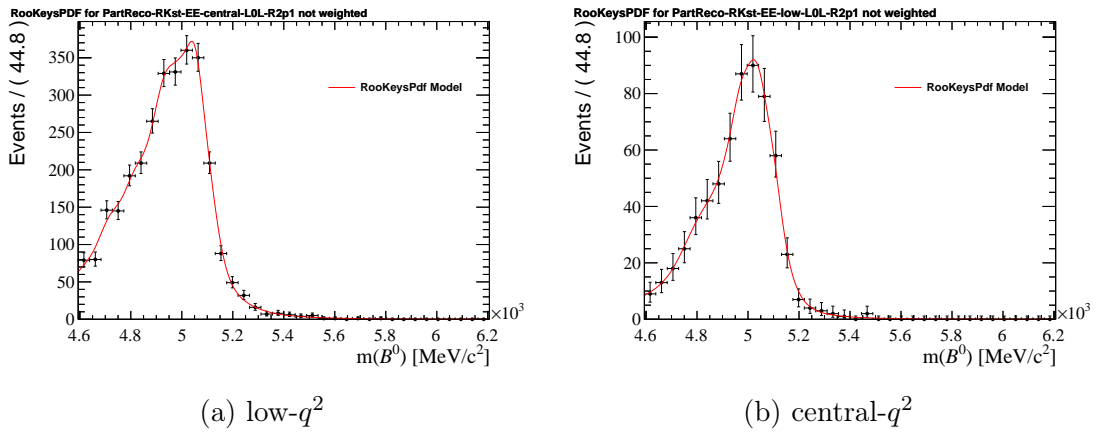 RooKeysPDF for PartReco-RKst-EE-central-L0L-R2p1 not weighted
Events / ( 44.8 )
350
300
250
200
150
100
50
0
RooKeysPdf Model
4.6 4.8 5 5.2 5.4 5.6 5.8 6 6.2
×10³
m(B⁰) [MeV/c²]
(a) low-q²
RooKeysPDF for PartReco-RKst-EE-low-L0L-R2p1 not weighted
Events / ( 44.8 )
100
80
60
40
20
0
RooKeysPdf Model
4.6 4.8 5 5.2 5.4 5.6 5.8 6 6.2
×10³
m(B⁰) [MeV/c²]
(b) central-q²